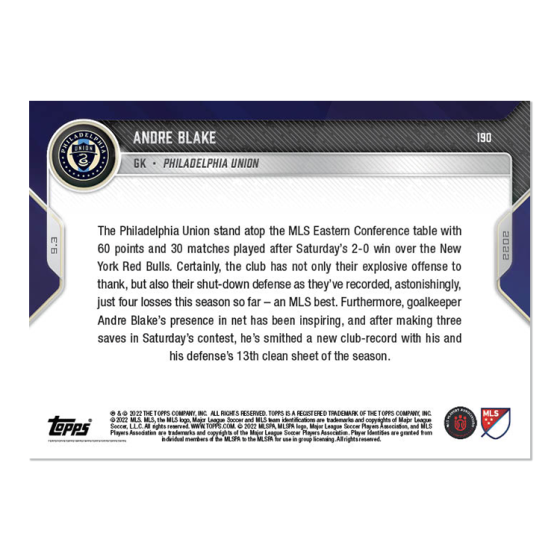 PHILADELPHIA
UNION
ANDRE BLAKE
190
GK • PHILADELPHIA UNION
9.3
2022
The Philadelphia Union stand atop the MLS Eastern Conference table with
60 points and 30 matches played after Saturday's 2-0 win over the New
York Red Bulls. Certainly, the club has not only their explosive offense to
thank, but also their shut-down defense as they've recorded, astonishingly,
just four losses this season so far – an MLS best. Furthermore, goalkeeper
Andre Blake's presence in net has been inspiring, and after making three
saves in Saturday's contest, he's smithed a new club-record with his and
his defense's 13th clean sheet of the season.
topps®
® & © 2022 THE TOPPS COMPANY, INC. ALL RIGHTS RESERVED. TOPPS IS A REGISTERED TRADEMARK OF THE TOPPS COMPANY, INC.
© 2022 MLS. MLS, the MLS logo, Major League Soccer and MLS team identifications are trademarks and copyrights of Major League
Soccer, L.L.C. All rights reserved. WWW.TOPPS.COM. © 2022 MLSPA, MLSPA logo, Major League Soccer Players Association, and MLS
Players Association are trademarks and copyrights of the Major League Soccer Players Association. Player Identities are granted from
individual members of the MLSPA to the MLSPA for use in group licensing. All rights reserved.
MLS